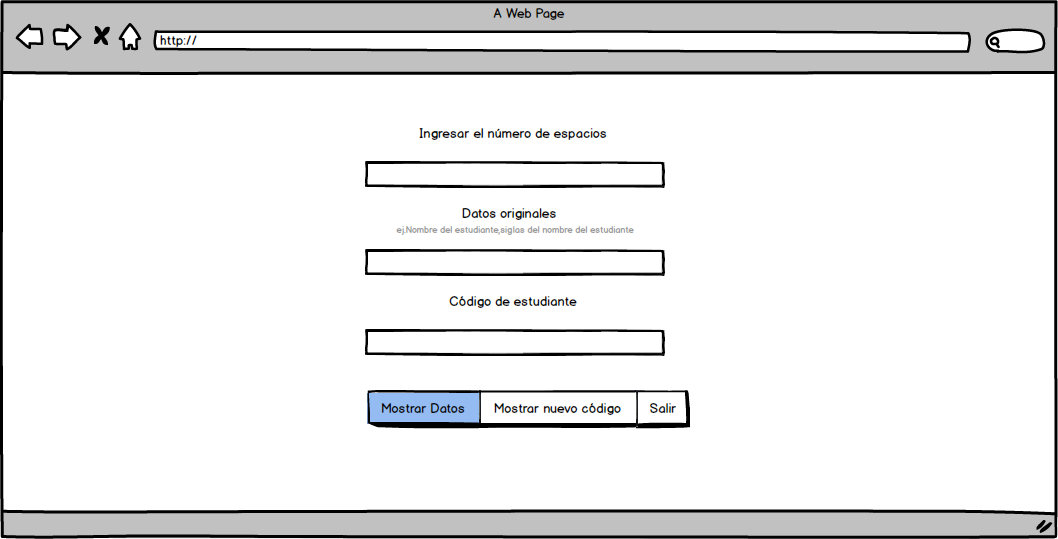 A Web Page
http://
Ingresar el número de espacios
Datos originales
ej.Nombre del estudiante,siglas del nombre del estudiante
Código de estudiante
Mostrar Datos Mostrar nuevo código Salir